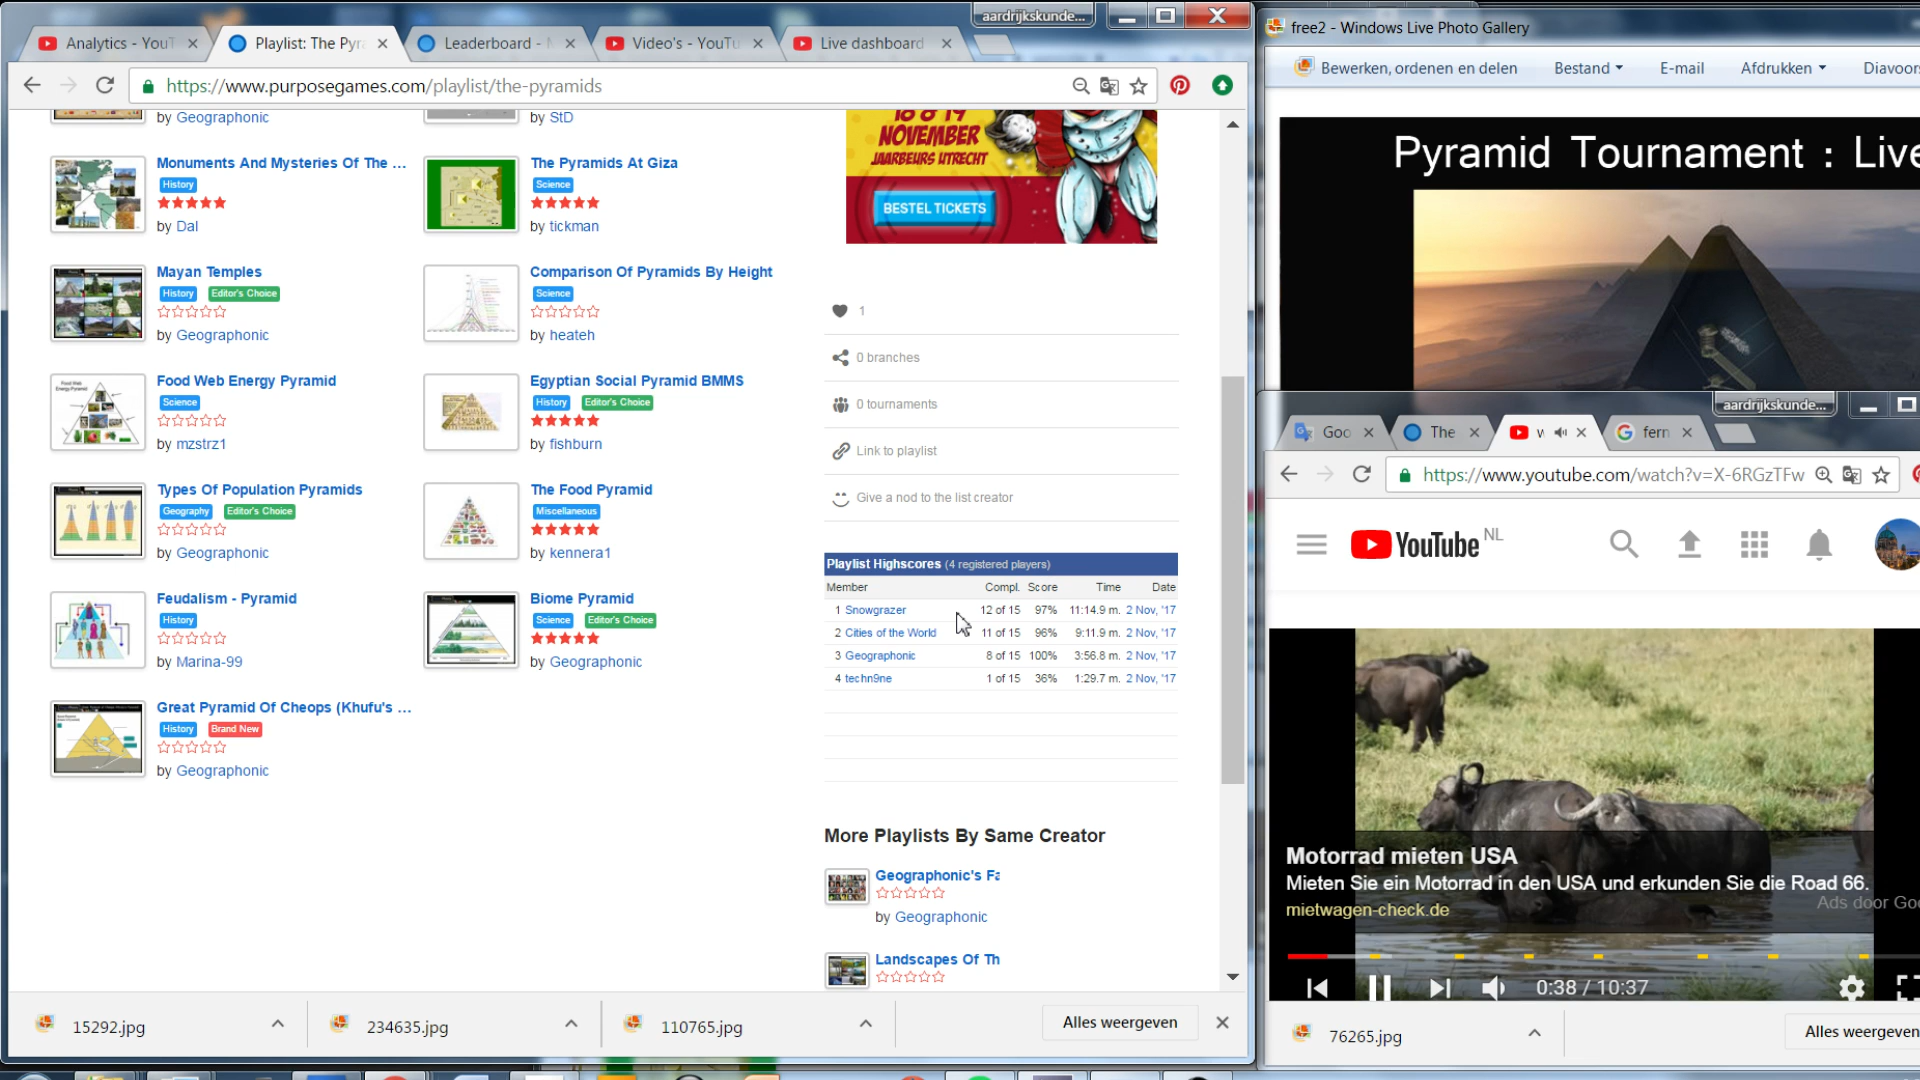 aardrijkskunde...
Analytics - YouT
Playlist: The Pyra
Leaderboard - N
Video's - YouTu
Live dashboard
https://www.purposegames.com/playlist/the-pyramids
by Geographonic
by StD
Monuments And Mysteries Of The ...
History
by Dal
The Pyramids At Giza
Science
by tickman
Mayan Temples
History Editor's Choice
by Geographonic
Comparison Of Pyramids By Height
Science
by heateh
Food Web Energy Pyramid
Science
by mzstrz1
Egyptian Social Pyramid BMMS
History Editor's Choice
by fishburn
Types Of Population Pyramids
Geography Editor's Choice
by Geographonic
The Food Pyramid
Miscellaneous
by kennera1
Feudalism - Pyramid
History
by Marina-99
Biome Pyramid
Science Editor's Choice
by Geographonic
Great Pyramid Of Cheops (Khufu's ...
History Brand New
by Geographonic
18 & 19
NOVEMBER
JAARBEURS UTRECHT
BESTEL TICKETS
1
0 branches
0 tournaments
Link to playlist
Give a nod to the list creator
Playlist Highscores (4 registered players)
Member Compl. Score Time Date
1 Snowgrazer 12 of 15 97% 11:14.9 m. 2 Nov, '17
2 Cities of the World 11 of 15 96% 9:11.9 m. 2 Nov, '17
3 Geographonic 8 of 15 100% 3:56.8 m. 2 Nov, '17
4 techn9ne 1 of 15 36% 1:29.7 m. 2 Nov, '17
More Playlists By Same Creator
Geographonic's Fa
by Geographonic
Landscapes Of Th
15292.jpg
234635.jpg
110765.jpg
Alles weergeven
free2 - Windows Live Photo Gallery
Bewerken, ordenen en delen Bestand E-mail Afdrukken Diavoors
Pyramid Tournament : Live
aardrijkskunde...
Goo
The
fern
https://www.youtube.com/watch?v=X-6RGzTFw
YouTube NL
Motorrad mieten USA
Mieten Sie ein Motorrad in den USA und erkunden Sie die Road 66.
mietwagen-check.de
Ads door Goo
0:38 / 10:37
76265.jpg
Alles weergeven